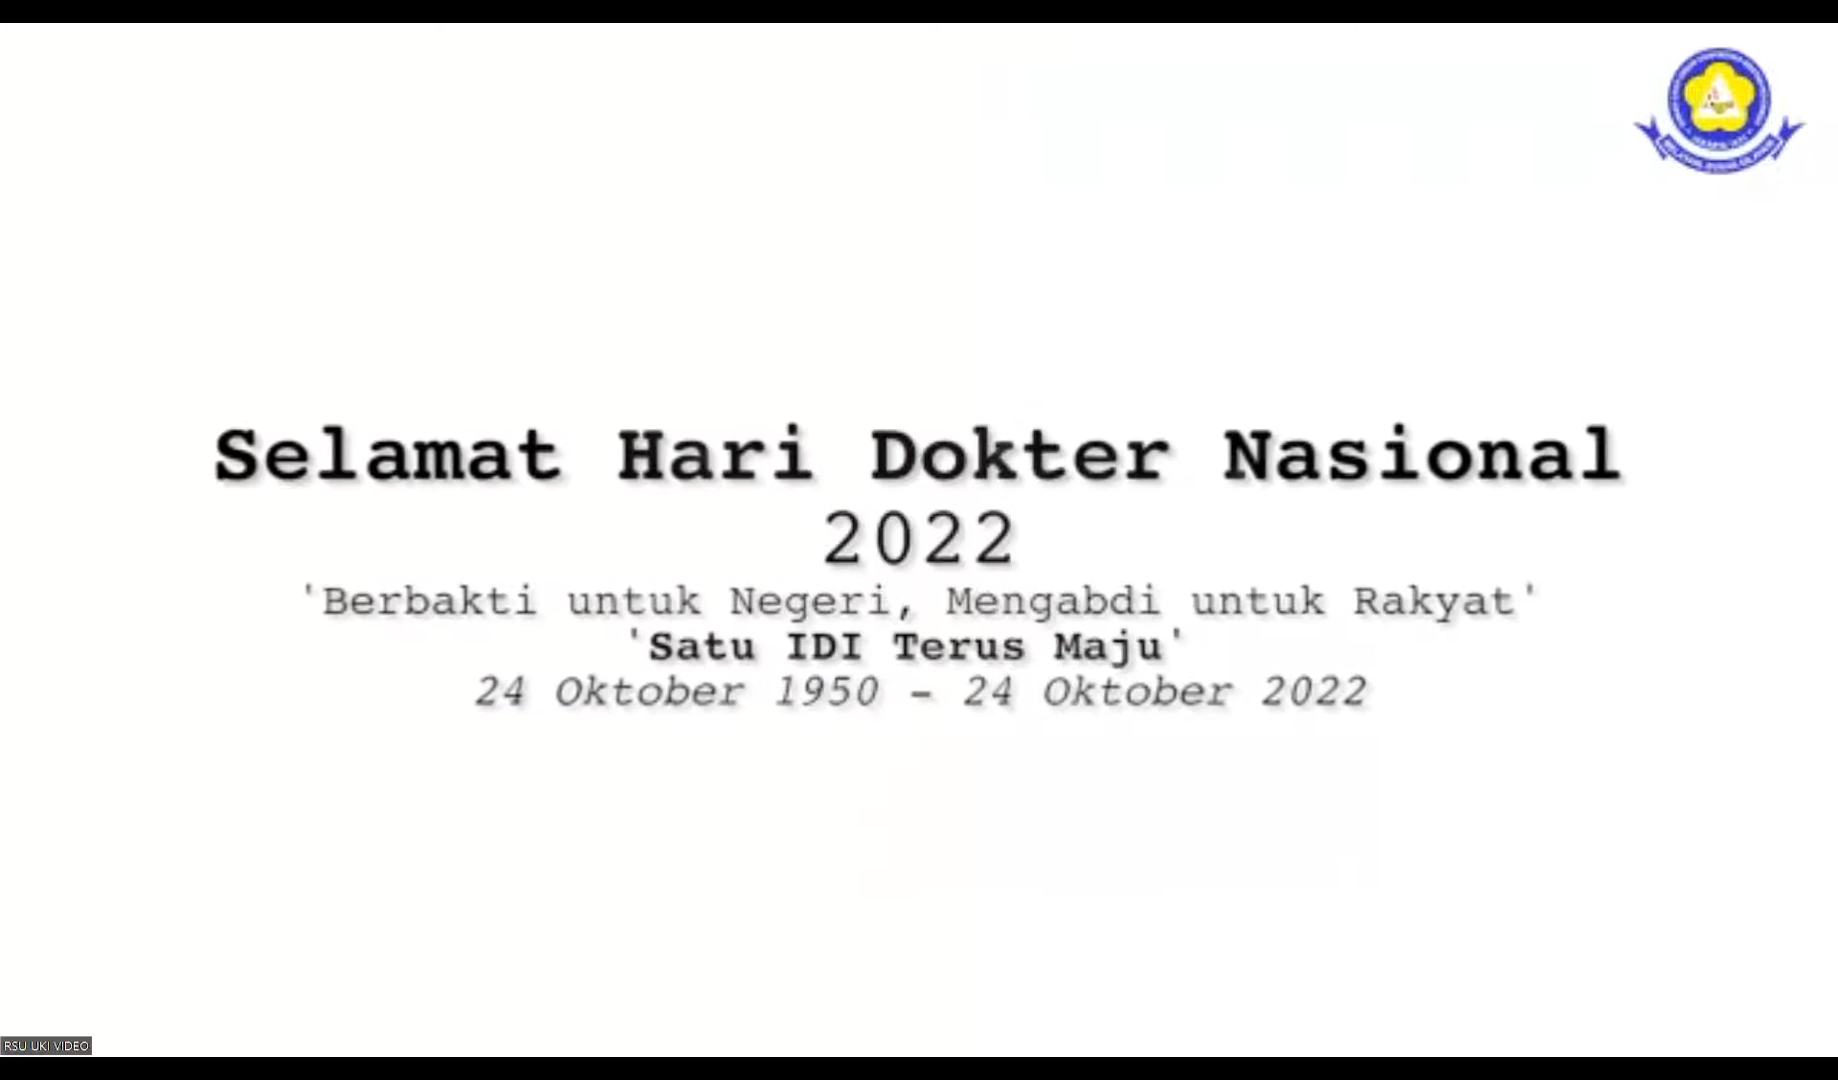 Selamat Hari Dokter Nasional
2022
'Berbakti untuk Negeri, Mengabdi untuk Rakyat'
'Satu IDI Terus Maju'
24 Oktober 1950 - 24 Oktober 2022
RSU UKI VIDEO